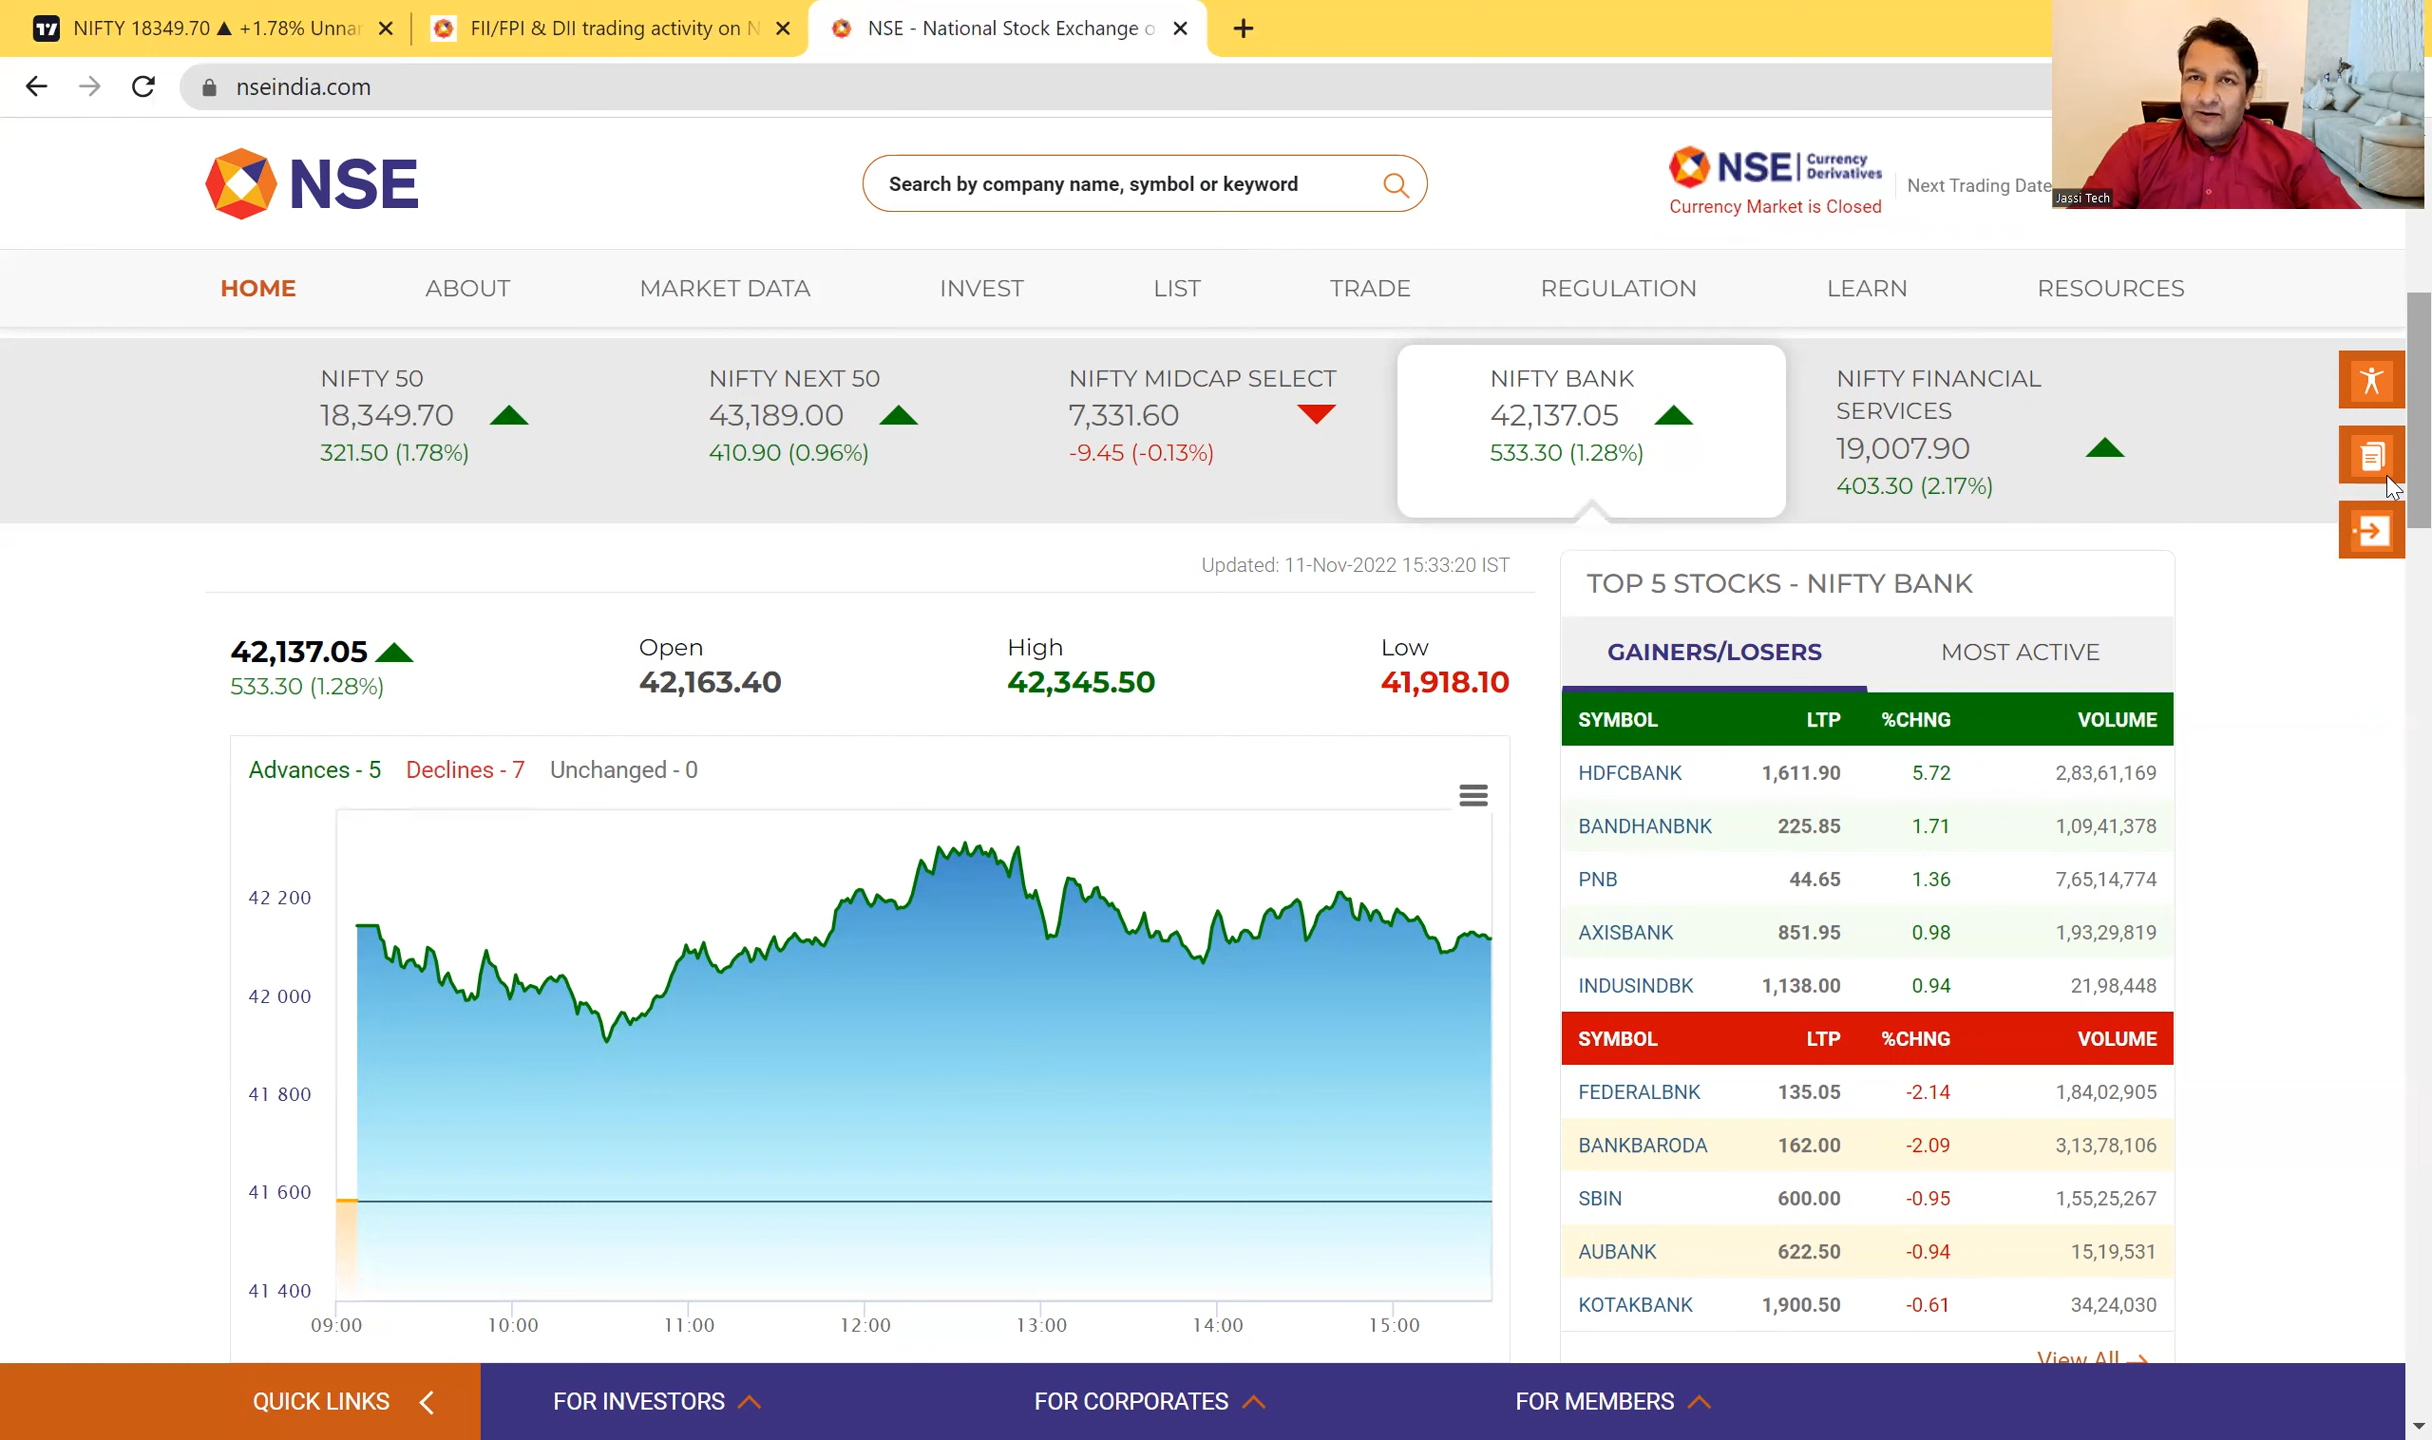 NIFTY 18349.70 ▲ +1.78% Unnar
FII/FPI & DII trading activity on N
NSE - National Stock Exchange o
nseindia.com
NSE
Search by company name, symbol or keyword
NSE Currency Derivatives
Currency Market is Closed
Next Trading Date
Jassi Tech
HOME ABOUT MARKET DATA INVEST LIST TRADE REGULATION LEARN RESOURCES
NIFTY 50
18,349.70
321.50 (1.78%)
NIFTY NEXT 50
43,189.00
410.90 (0.96%)
NIFTY MIDCAP SELECT
7,331.60
-9.45 (-0.13%)
NIFTY BANK
42,137.05
533.30 (1.28%)
NIFTY FINANCIAL
SERVICES
19,007.90
403.30 (2.17%)
Updated: 11-Nov-2022 15:33:20 IST
42,137.05
533.30 (1.28%)
Open
42,163.40
High
42,345.50
Low
41,918.10
Advances - 5 Declines - 7 Unchanged - 0
42 200
42 000
41 800
41 600
41 400
09:00 10:00 11:00 12:00 13:00 14:00 15:00
TOP 5 STOCKS - NIFTY BANK
GAINERS/LOSERS MOST ACTIVE
SYMBOL LTP %CHNG VOLUME
HDFCBANK 1,611.90 5.72 2,83,61,169
BANDHANBNK 225.85 1.71 1,09,41,378
PNB 44.65 1.36 7,65,14,774
AXISBANK 851.95 0.98 1,93,29,819
INDUSINDBK 1,138.00 0.94 21,98,448
SYMBOL LTP %CHNG VOLUME
FEDERALBNK 135.05 -2.14 1,84,02,905
BANKBARODA 162.00 -2.09 3,13,78,106
SBIN 600.00 -0.95 1,55,25,267
AUBANK 622.50 -0.94 15,19,531
KOTAKBANK 1,900.50 -0.61 34,24,030
View All
QUICK LINKS FOR INVESTORS FOR CORPORATES FOR MEMBERS